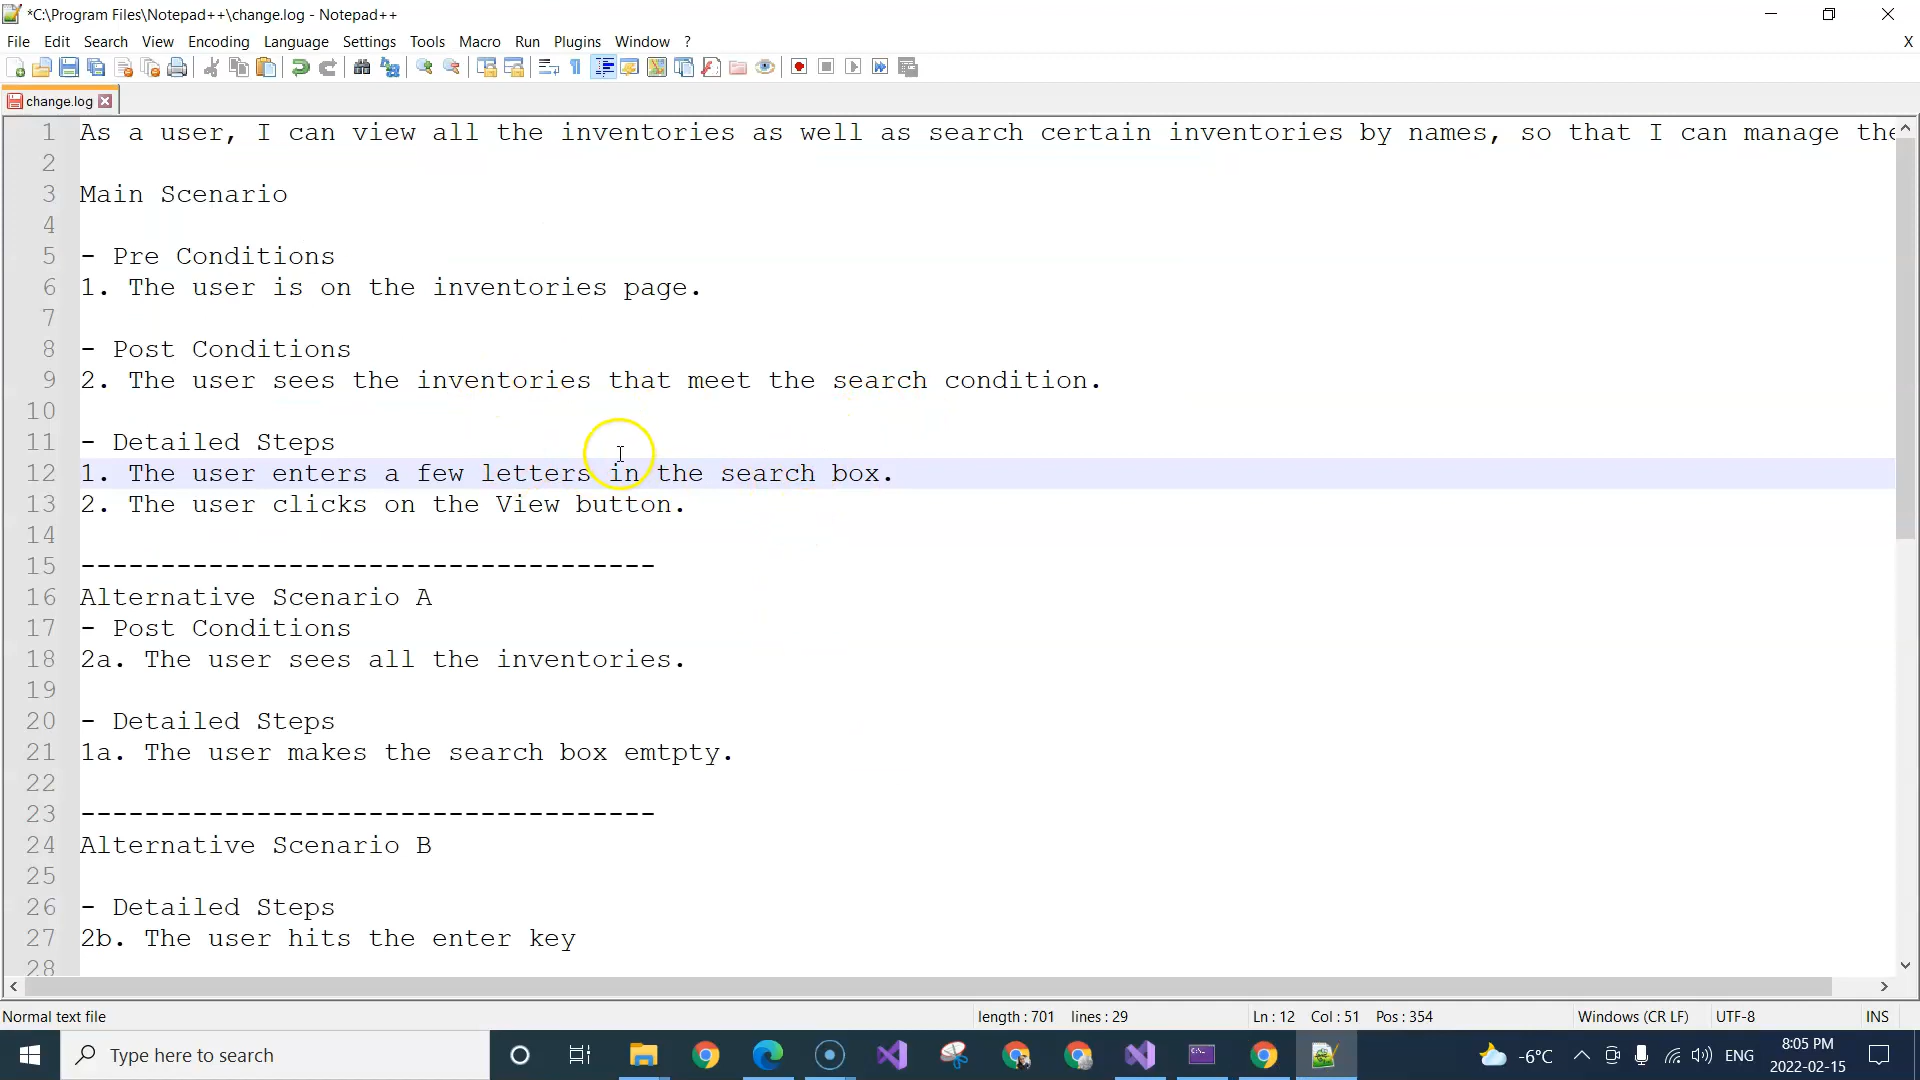 *C:\Program Files\Notepad++\change.log - Notepad++
File Edit Search View Encoding Language Settings Tools Macro Run Plugins Window ? X
change.log
1 As a user, I can view all the inventories as well as search certain inventories by names, so that I can manage the
2
3 Main Scenario
4
5 - Pre Conditions
6 1. The user is on the inventories page.
7
8 - Post Conditions
9 2. The user sees the inventories that meet the search condition.
10
11 - Detailed Steps
12 1. The user enters a few letters in the search box.
13 2. The user clicks on the View button.
14
15 ------------------------------------
16 Alternative Scenario A
17 - Post Conditions
18 2a. The user sees all the inventories.
19
20 - Detailed Steps
21 1a. The user makes the search box emtpty.
22
23 ------------------------------------
24 Alternative Scenario B
25
26 - Detailed Steps
27 2b. The user hits the enter key
28
Normal text file length : 701 lines : 29 Ln : 12 Col : 51 Pos : 354 Windows (CR LF) UTF-8 INS
Type here to search -6°C ENG 8:05 PM
2022-02-15